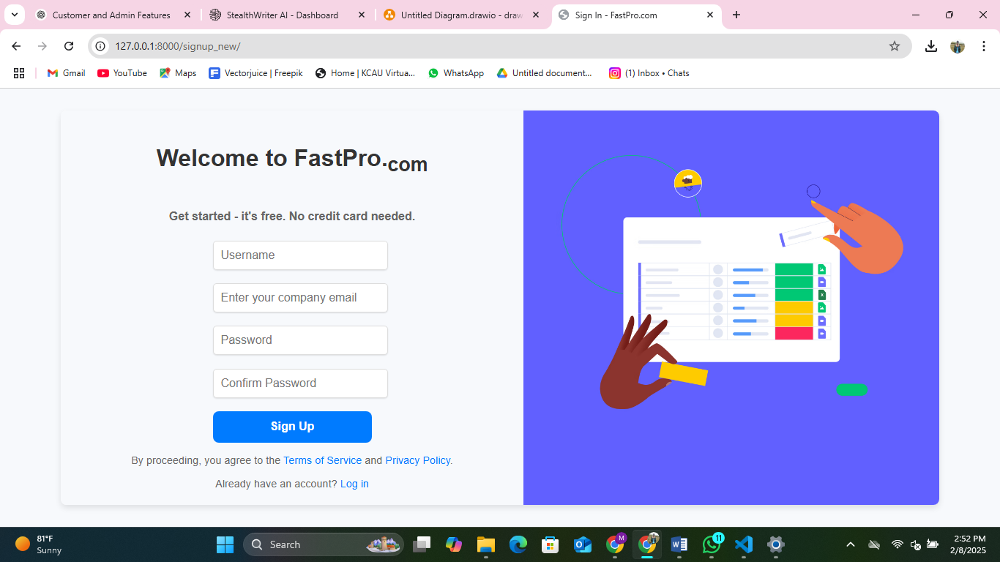 Customer and Admin Features
StealthWriter AI - Dashboard
Untitled Diagram.drawio - draw
Sign In - FastPro.com
127.0.0.1:8000/signup_new/
Gmail
YouTube
Maps
Vectorjuice | Freepik
Home | KCAU Virtua...
WhatsApp
Untitled document...
(1) Inbox • Chats
Welcome to FastPro.com
Get started - it's free. No credit card needed.
Username
Enter your company email
Password
Confirm Password
Sign Up
By proceeding, you agree to the Terms of Service and Privacy Policy.
Already have an account? Log in
81°F
Sunny
Search
M
11
2:52 PM
2/8/2025